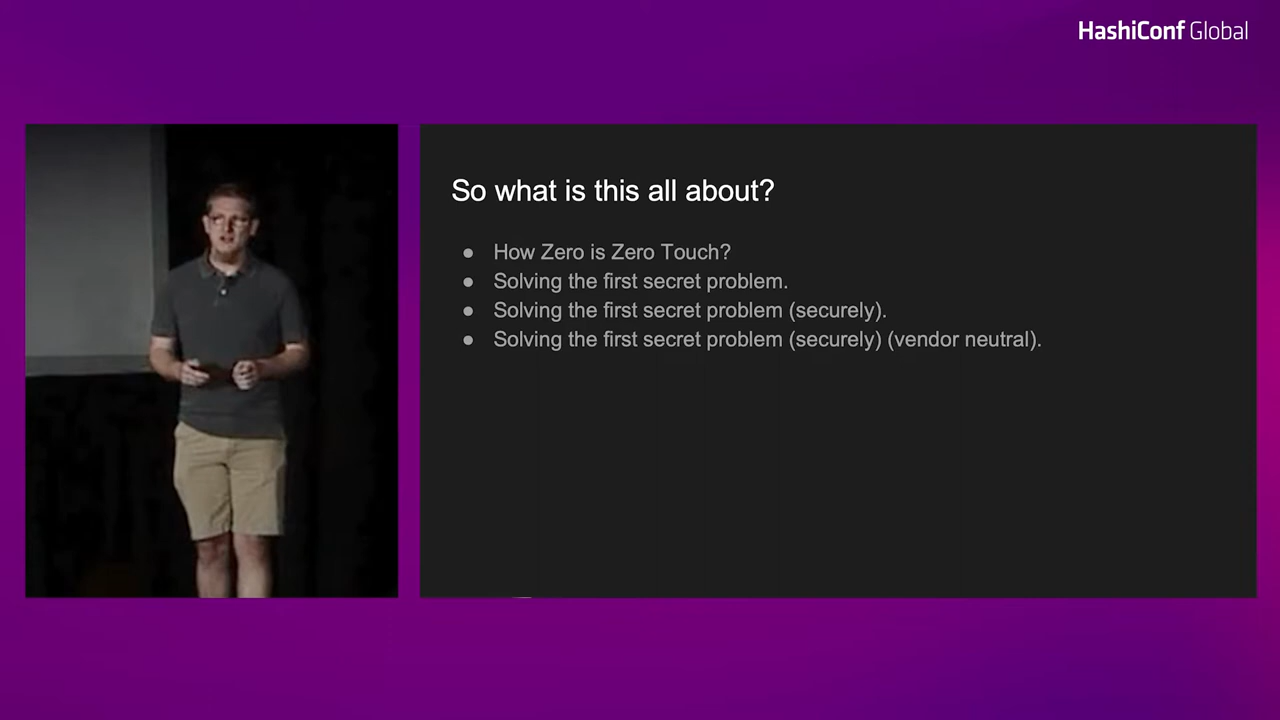 HashiConf Global
So what is this all about?
● How Zero is Zero Touch?
● Solving the first secret problem.
● Solving the first secret problem (securely).
● Solving the first secret problem (securely) (vendor neutral).